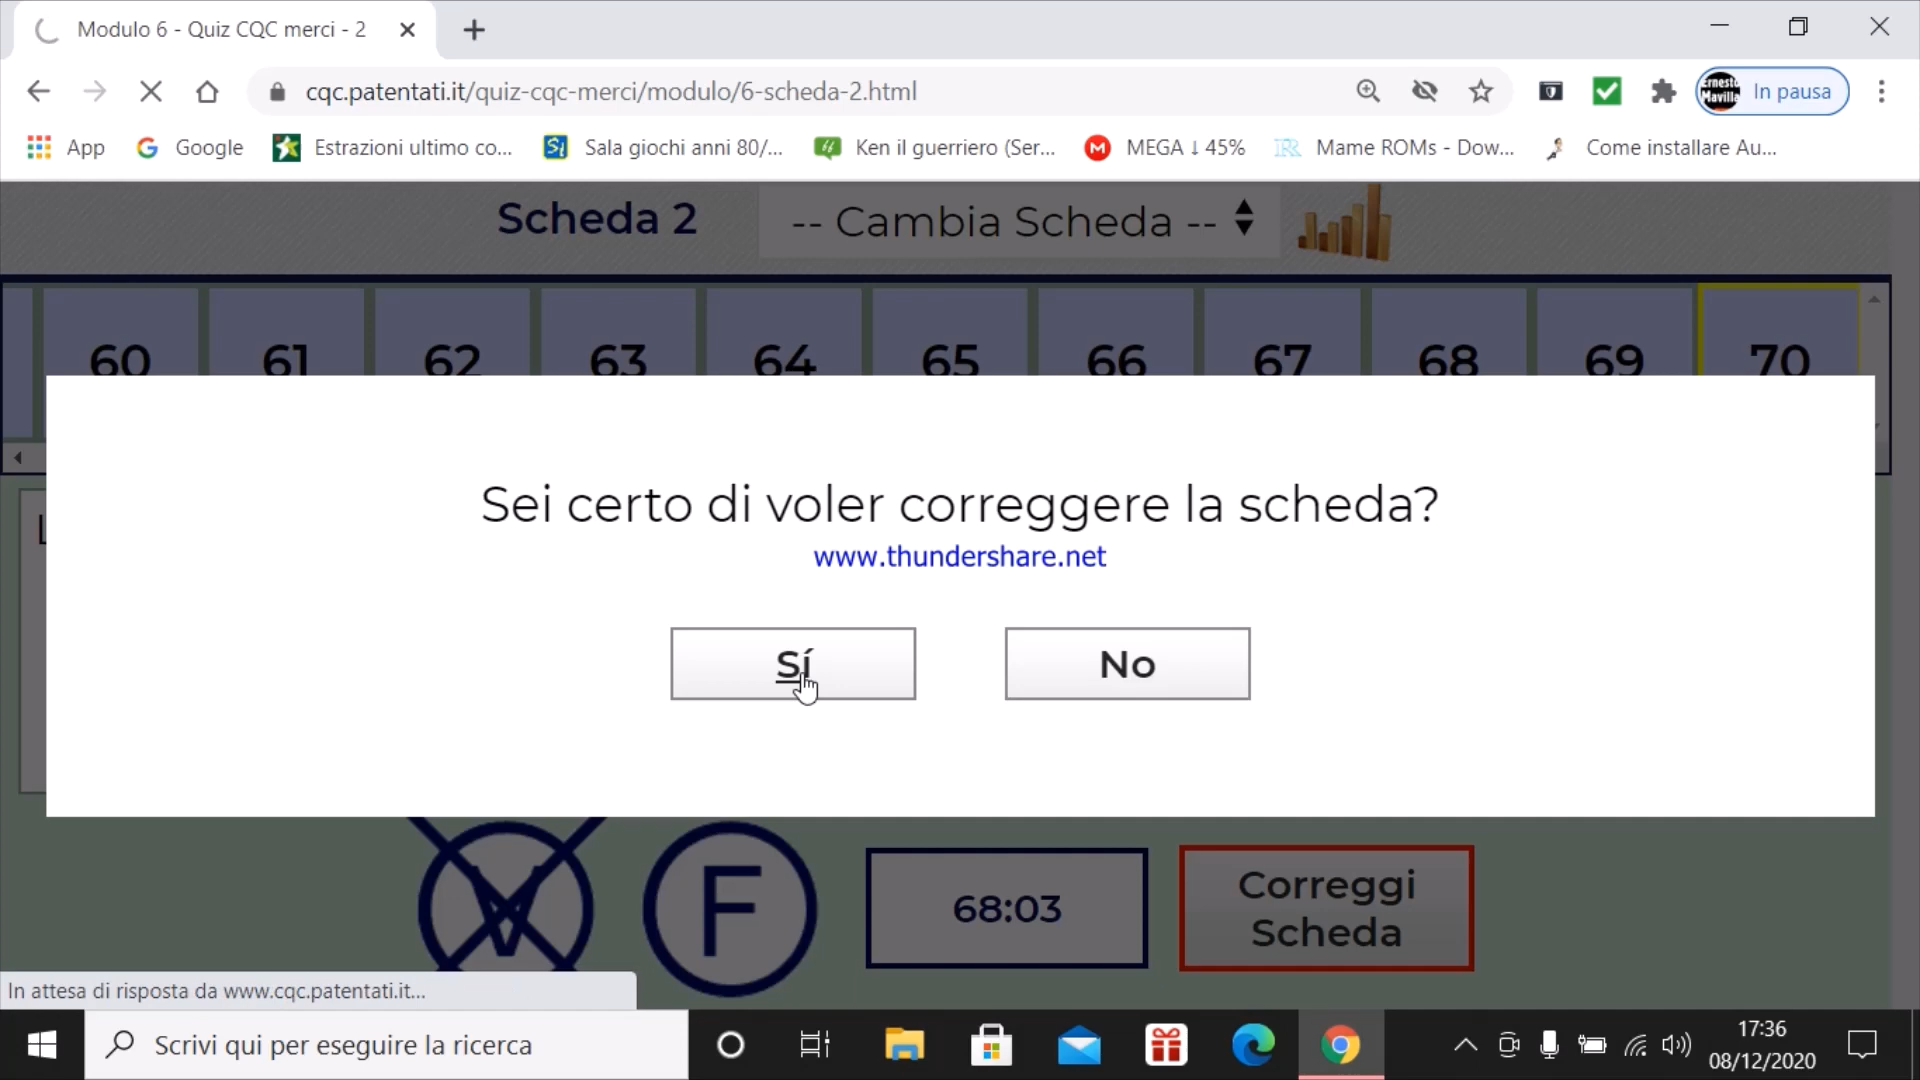 Modulo 6 - Quiz CQC merci - 2
cqc.patentati.it/quiz-cqc-merci/modulo/6-scheda-2.html
Ernesto
Mavilla
In pausa
App
Google
Estrazioni ultimo co...
Sala giochi anni 80/...
Ken il guerriero (Ser...
MEGA ↓ 45%
Mame ROMs - Dow...
Come installare Au...
Scheda 2
-- Cambia Scheda --
60 61 62 63 64 65 66 67 68 69 70
Sei certo di voler correggere la scheda?
www.thundershare.net
Sí
No
V
F
68:03
Correggi
Scheda
In attesa di risposta da www.cqc.patentati.it...
Scrivi qui per eseguire la ricerca
17:36
08/12/2020